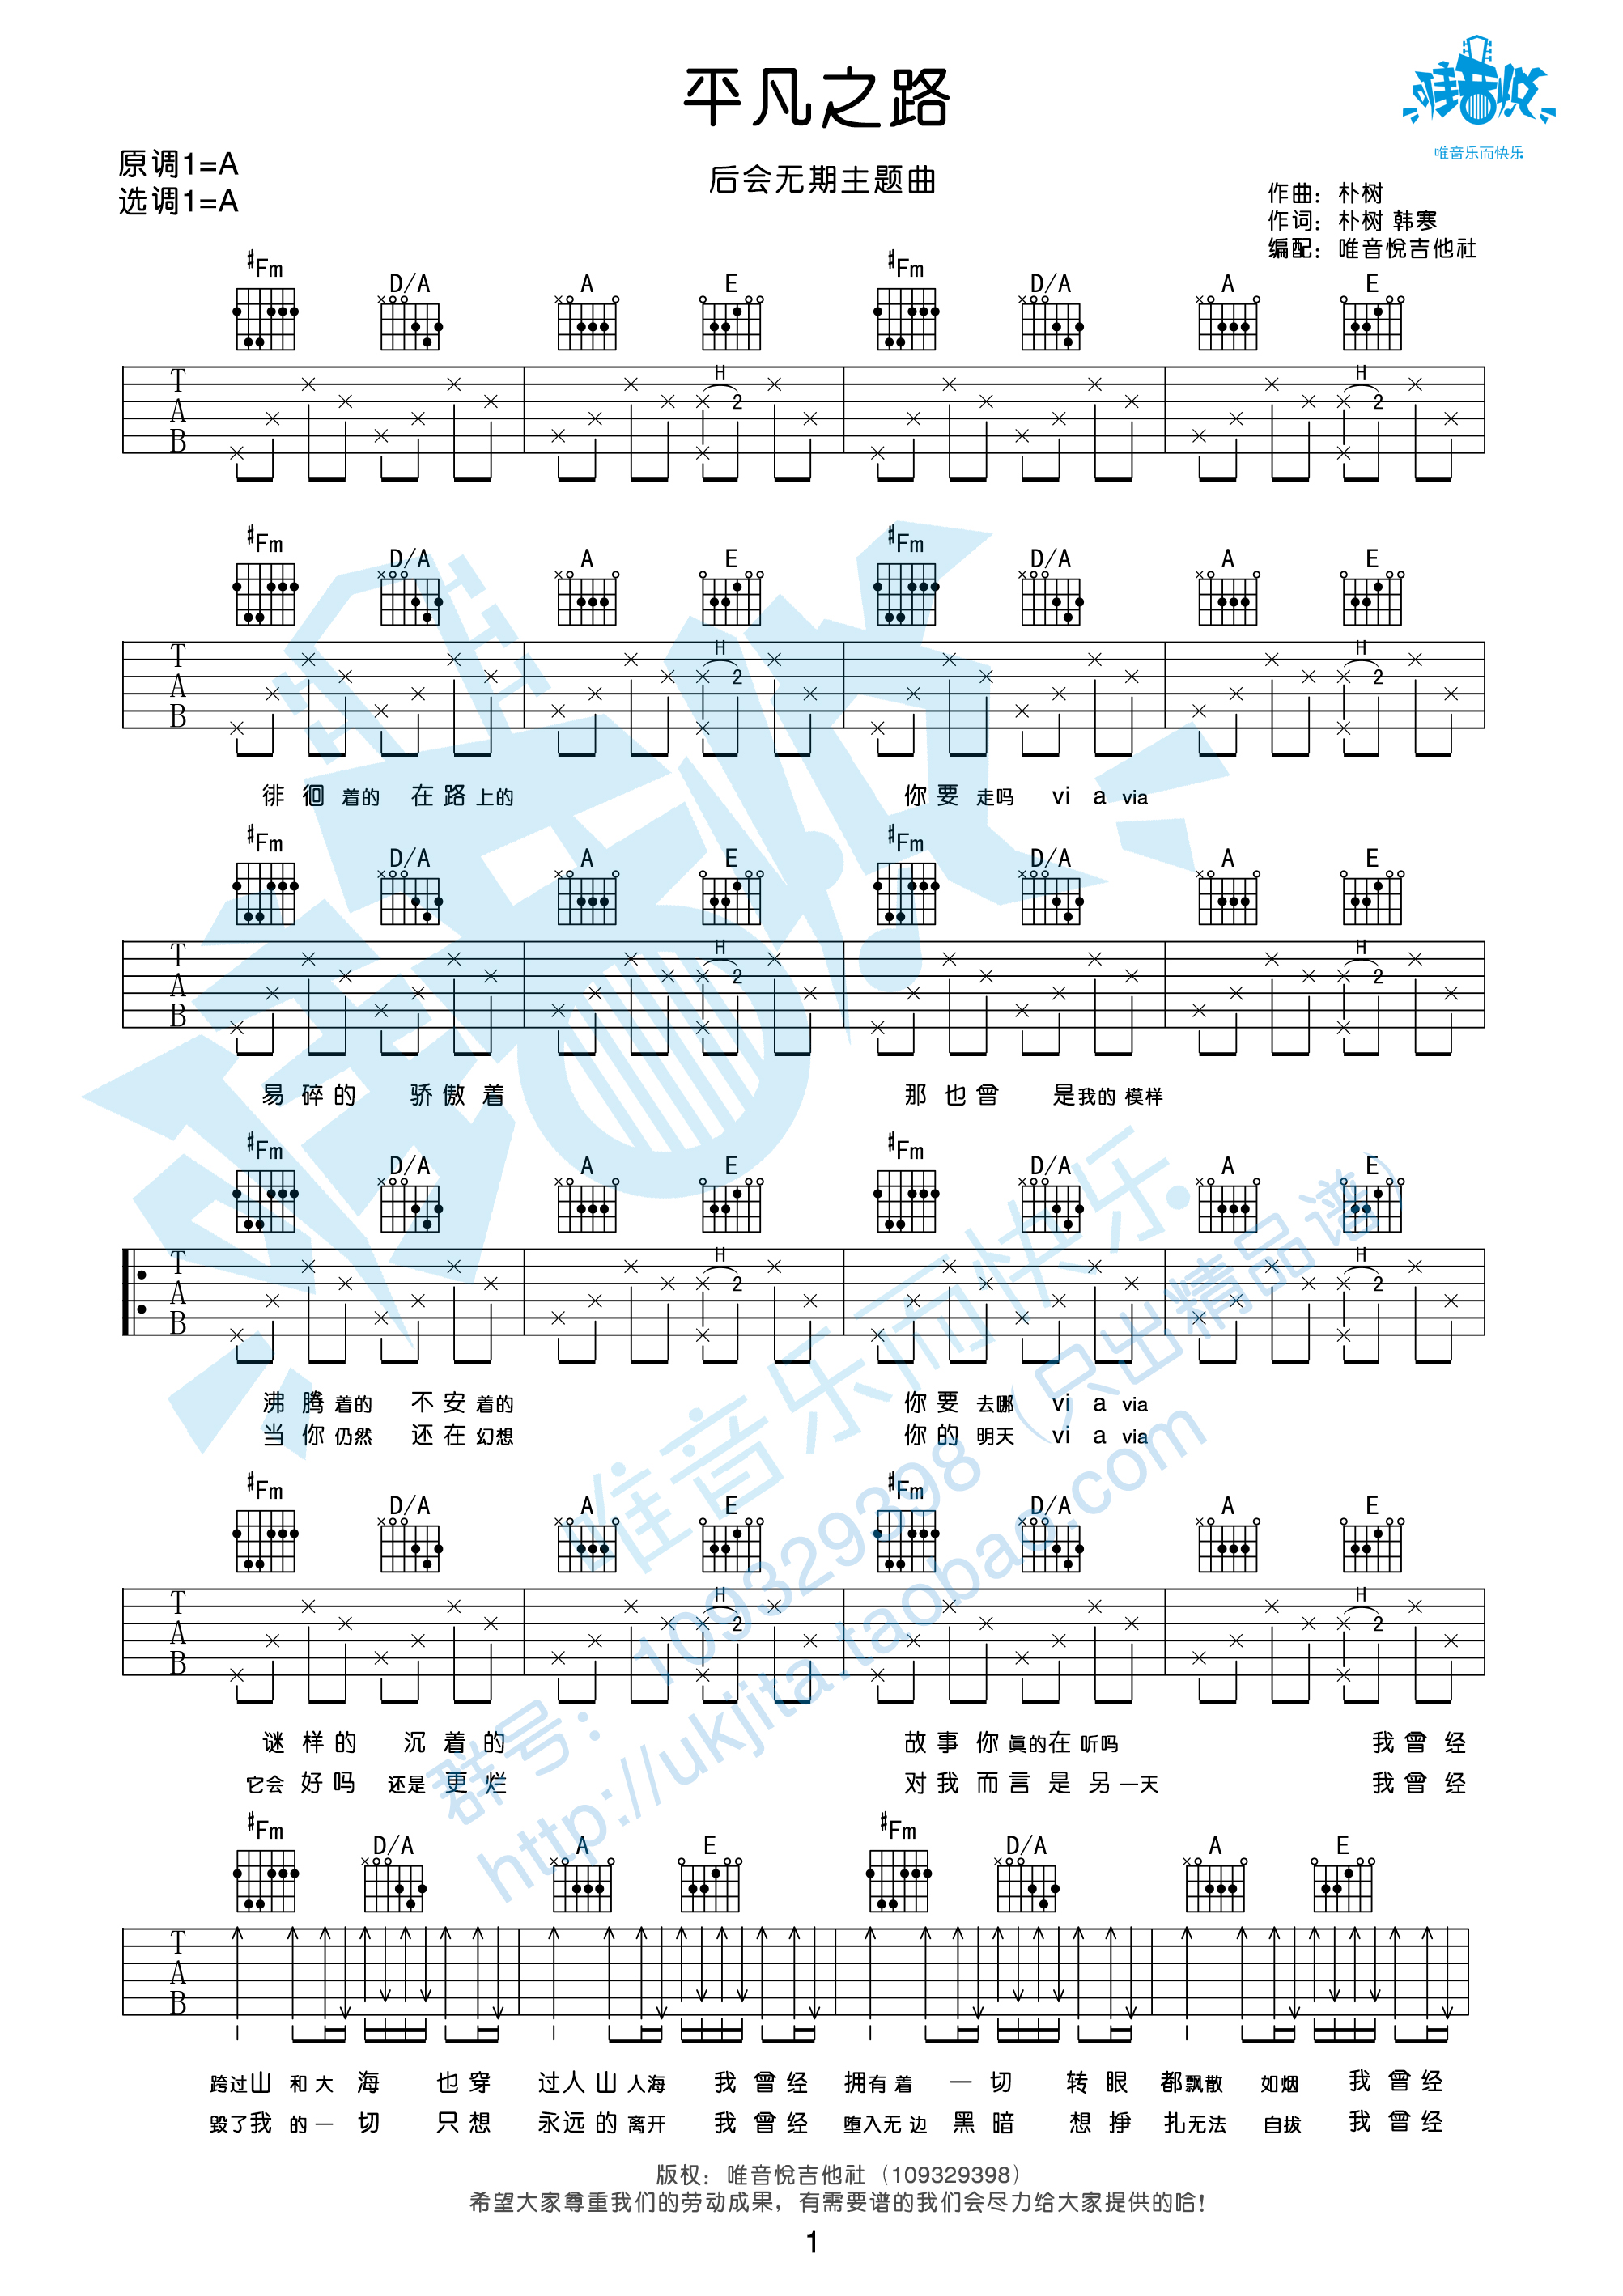 平凡之路
唯音悦
唯音乐而快乐
原调1=A
选调1=A
后会无期主题曲
作曲：朴树
作词：朴树 韩寒
编配：唯音悦吉他社
#Fm D/A A E #Fm D/A A E
H H
T A B
2 2
#Fm D/A A E #Fm D/A A E
H H
T A B
2 2
徘徊着的 在路上的 你要走吗 vi a via
#Fm D/A A E #Fm D/A A E
H H
T A B
2 2
易碎的 骄傲着 那也曾 是我的模样
#Fm D/A A E #Fm D/A A E
H H
T A B
2 2
沸腾着的 不安着的 你要去哪 vi a via
当你仍然 还在幻想 你的明天 vi a via
#Fm D/A A E #Fm D/A A E
H H
T A B
2 2
谜样的 沉着的 故事你真的在听吗 我曾经
它会好吗 还是更烂 对我而言是另一天 我曾经
#Fm D/A A E #Fm D/A A E
T A B
跨过山和大海 也穿过人山人海 我曾经拥有着一切 转眼都飘散如烟 我曾经
毁了我的一切 只想永远的离开 我曾经堕入无边黑暗 想挣扎无法自拔 我曾经
唯音悦
唯音乐而快乐
群号：109329398（只出精品谱）
http://ukjita.taobao.com
版权：唯音悦吉他社（109329398）
希望大家尊重我们的劳动成果，有需要谱的我们会尽力给大家提供的哈！
1